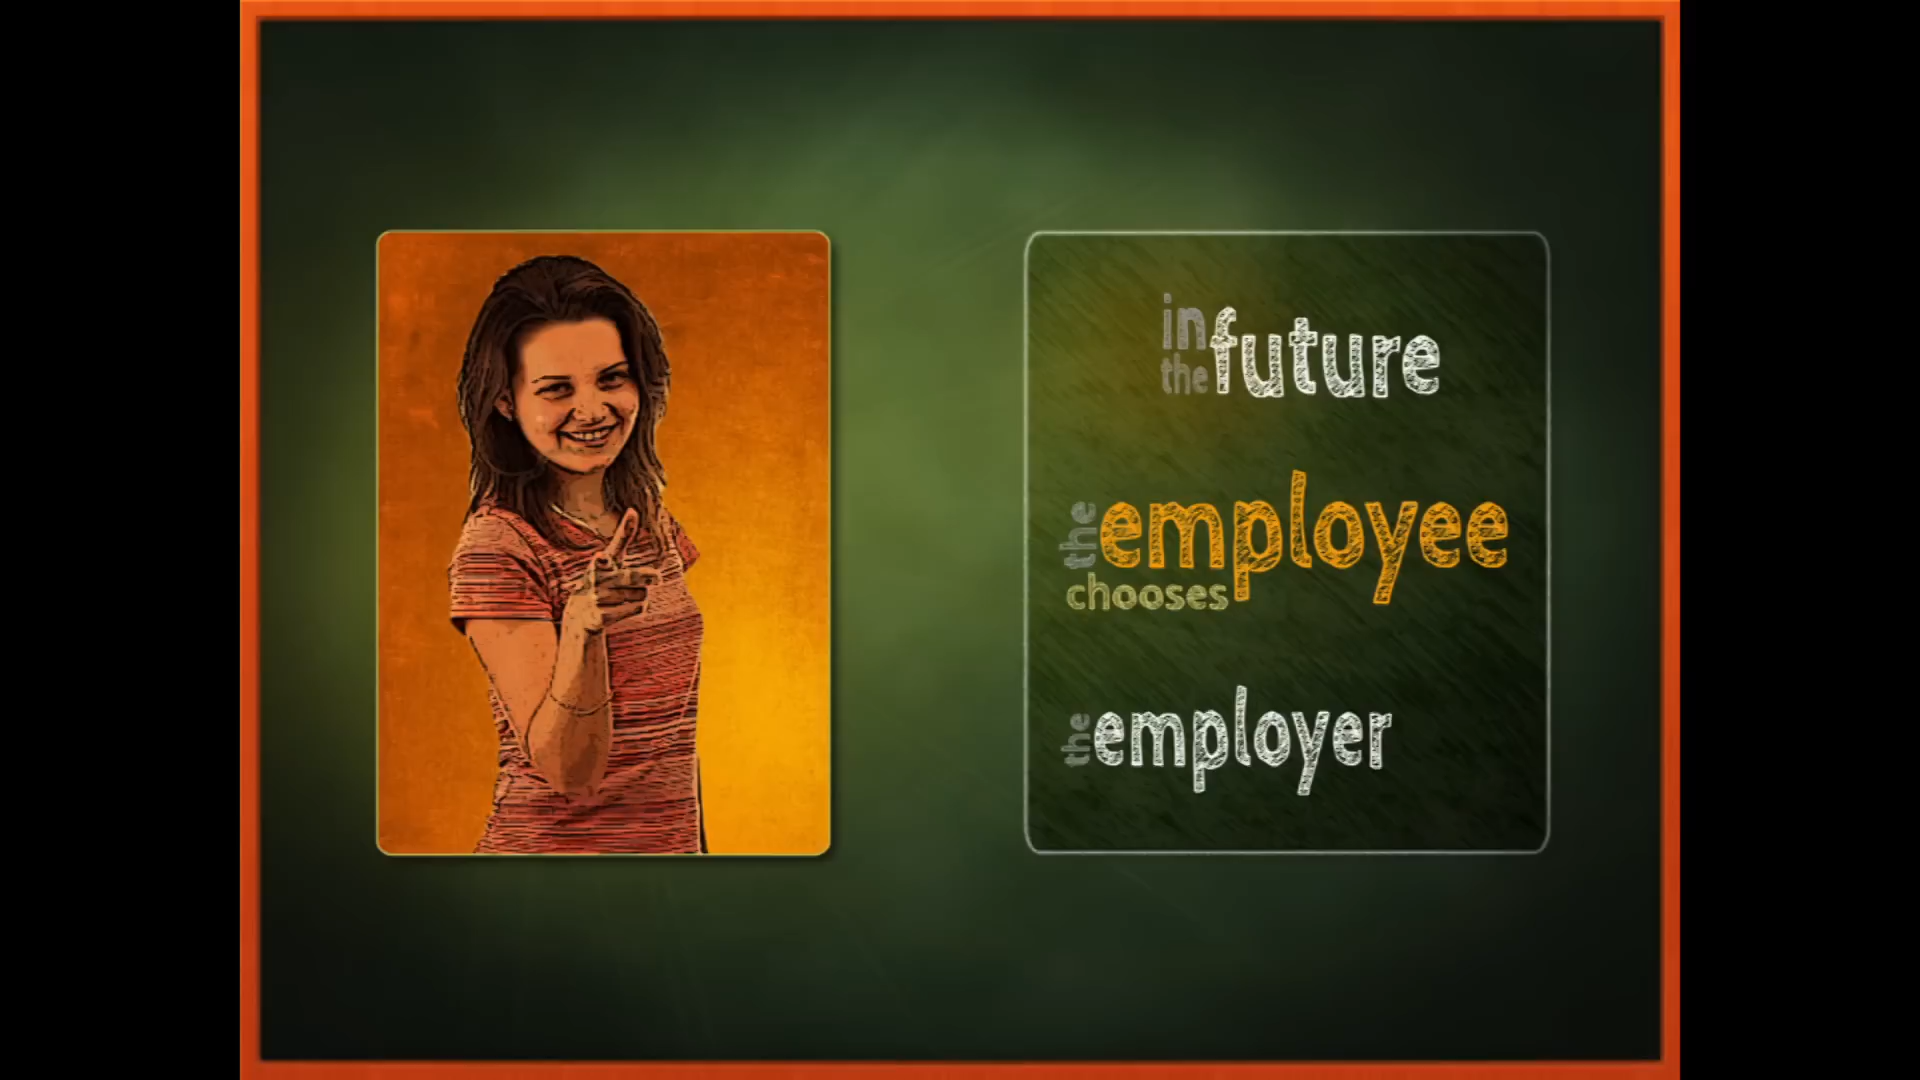 in the future
the employee
chooses
the employer